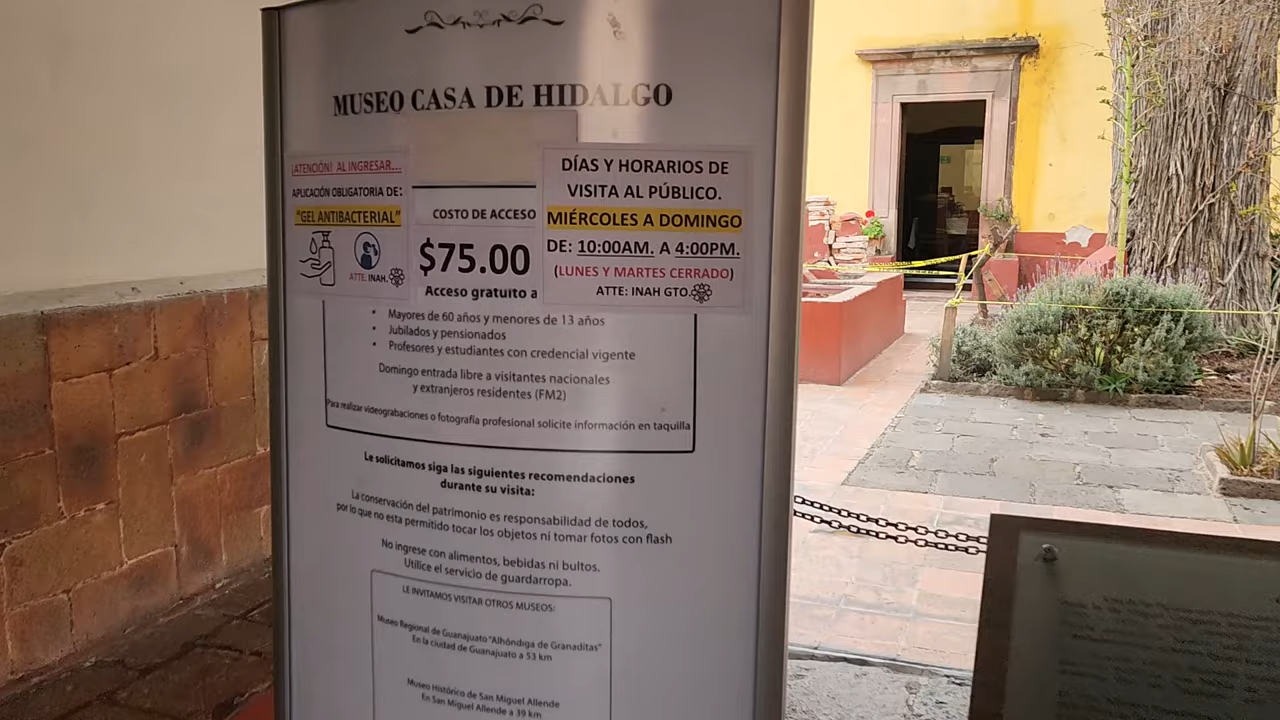 MUSEO CASA DE HIDALGO
¡ATENCIÓN! AL INGRESAR...
APLICACIÓN OBLIGATORIA DE:
"GEL ANTIBACTERIAL"
ATTE: INAH.
COSTO DE ACCESO
$75.00
Acceso gratuito a
DÍAS Y HORARIOS DE
VISITA AL PÚBLICO.
MIÉRCOLES A DOMINGO
DE: 10:00AM. A 4:00PM.
(LUNES Y MARTES CERRADO)
ATTE: INAH GTO.
• Mayores de 60 años y menores de 13 años
• Jubilados y pensionados
• Profesores y estudiantes con credencial vigente
Domingo entrada libre a visitantes nacionales
y extranjeros residentes (FM2)
Para realizar videograbaciones o fotografía profesional solicite información en taquilla
Le solicitamos siga las siguientes recomendaciones
durante su visita:
La conservación del patrimonio es responsabilidad de todos,
por lo que no esta permitido tocar los objetos ni tomar fotos con flash
No ingrese con alimentos, bebidas ni bultos.
Utilice el servicio de guardarropa.
LE INVITAMOS VISITAR OTROS MUSEOS:
Museo Regional de Guanajuato "Alhóndiga de Granaditas"
En la ciudad de Guanajuato a 53 km
Museo Histórico de San Miguel Allende
En San Miguel Allende a 39 km